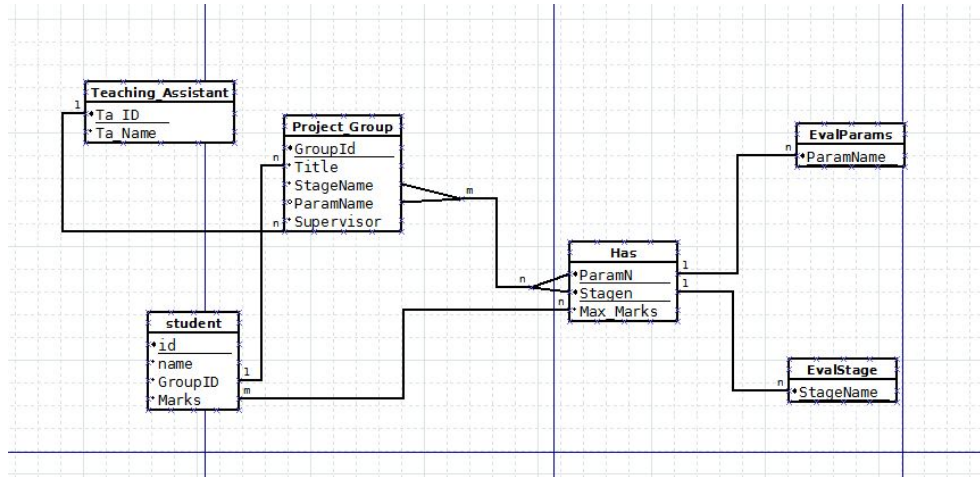 Teaching_Assistant
1
Ta_ID
Ta_Name
Project_Group
GroupId
n
Title
StageName
ParamName
n
Supervisor
m
EvalParams
n
ParamName
Has
n
ParamN
1
Stagen
1
n
Max_Marks
student
id
name
GroupID
1
Marks
m
EvalStage
n
StageName